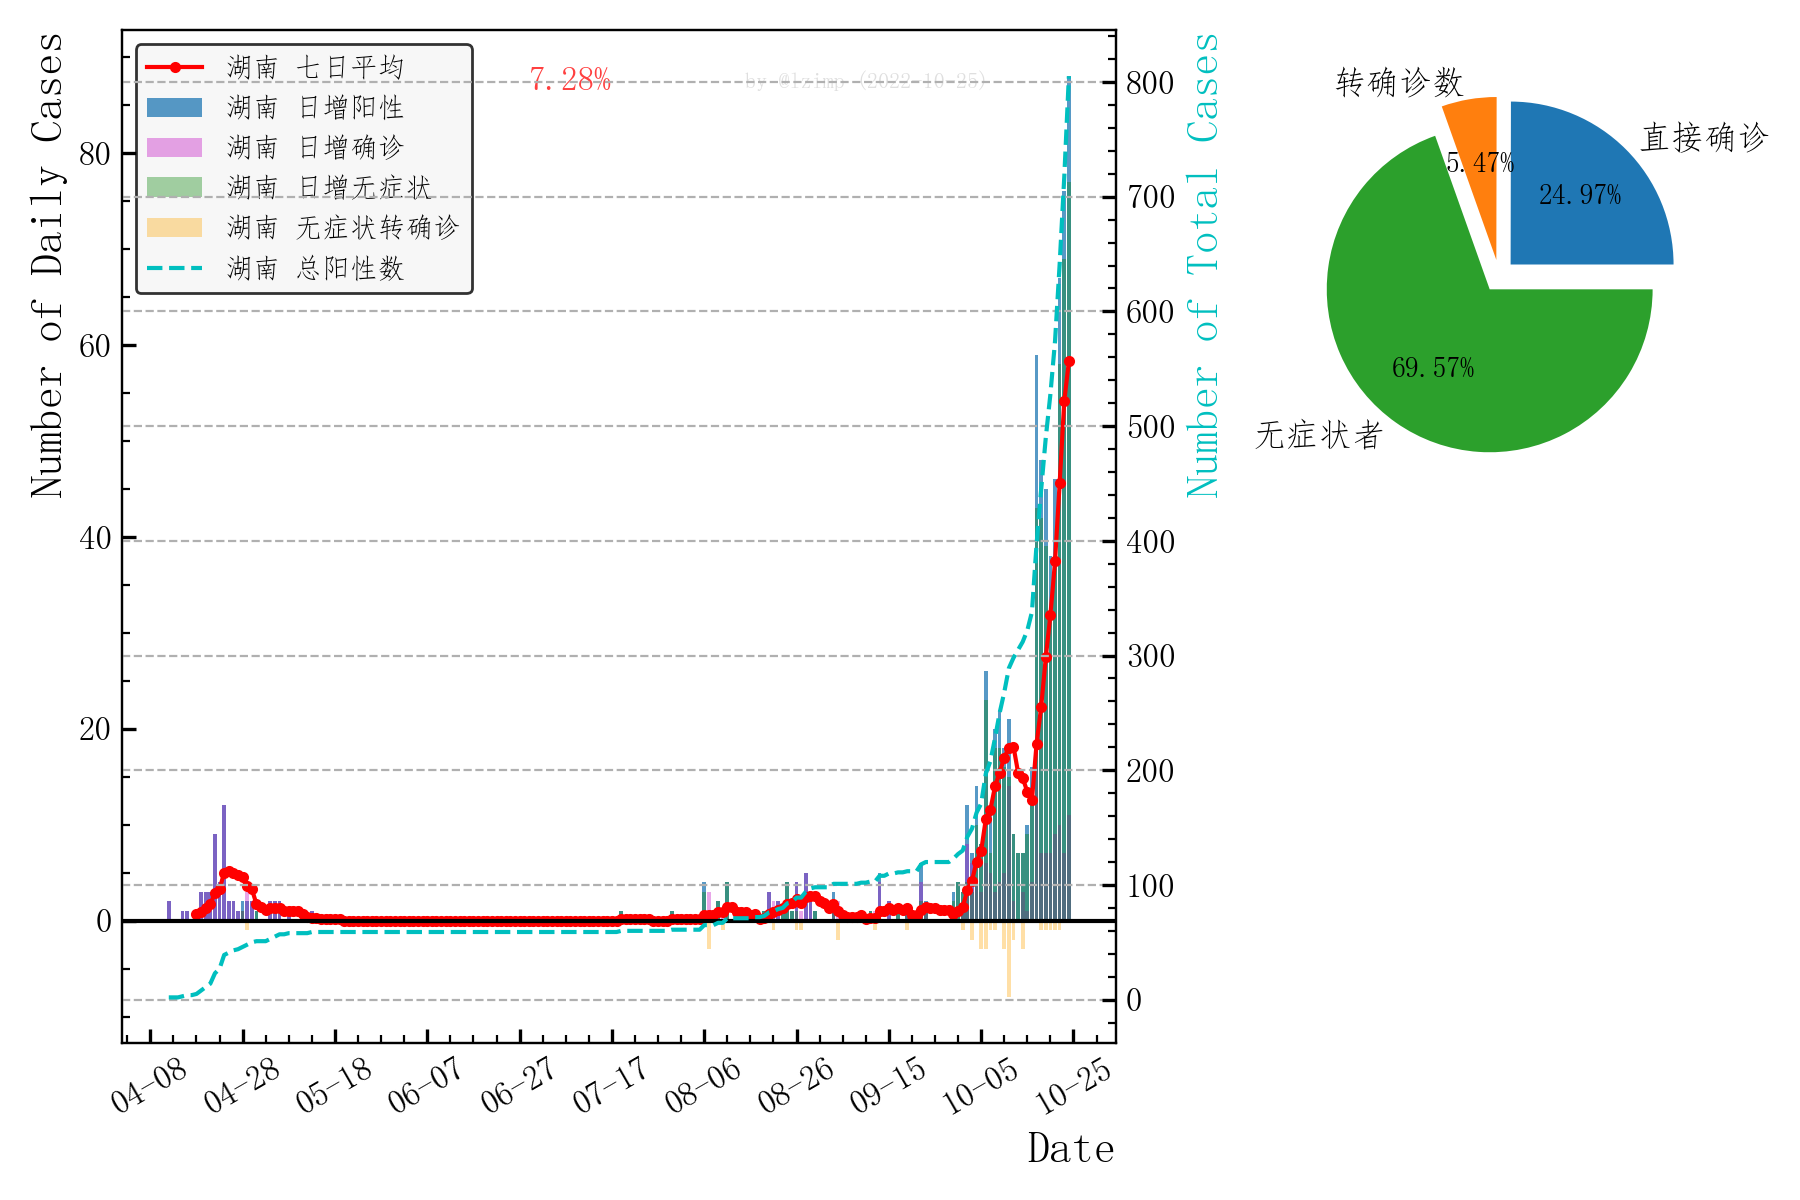 湖南 七日平均
湖南 日增阳性
湖南 日增确诊
湖南 日增无症状
湖南 无症状转确诊
湖南 总阳性数
7.28%
by @lzimp (2022-10-25)
Number of Daily Cases
80
60
40
20
0
800
700
600
500
400
300
200
100
0
Number of Total Cases
04-08
04-28
05-18
06-07
06-27
07-17
08-06
08-26
09-15
10-05
10-25
Date
转确诊数
直接确诊
5.47%
24.97%
69.57%
无症状者